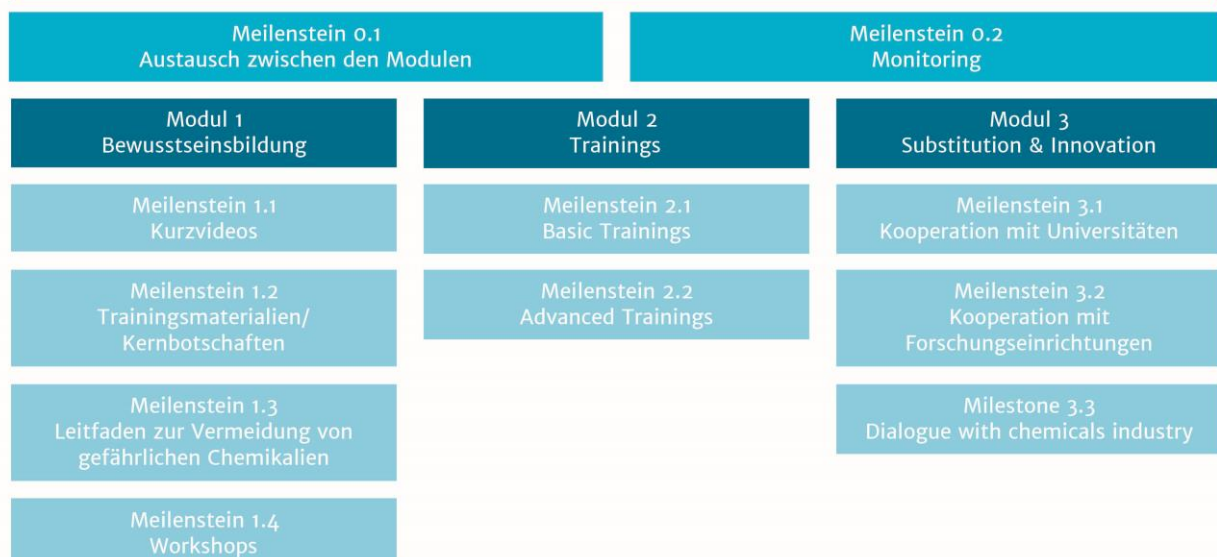 Meilenstein 0.1
Austausch zwischen den Modulen
Meilenstein 0.2
Monitoring
Modul 1
Bewusstseinsbildung
Modul 2
Trainings
Modul 3
Substitution & Innovation
Meilenstein 1.1
Kurzvideos
Meilenstein 2.1
Basic Trainings
Meilenstein 3.1
Kooperation mit Universitäten
Meilenstein 1.2
Trainingsmaterialien/
Kernbotschaften
Meilenstein 2.2
Advanced Trainings
Meilenstein 3.2
Kooperation mit
Forschungseinrichtungen
Meilenstein 1.3
Leitfaden zur Vermeidung von
gefährlichen Chemikalien
Milestone 3.3
Dialogue with chemicals industry
Meilenstein 1.4
Workshops